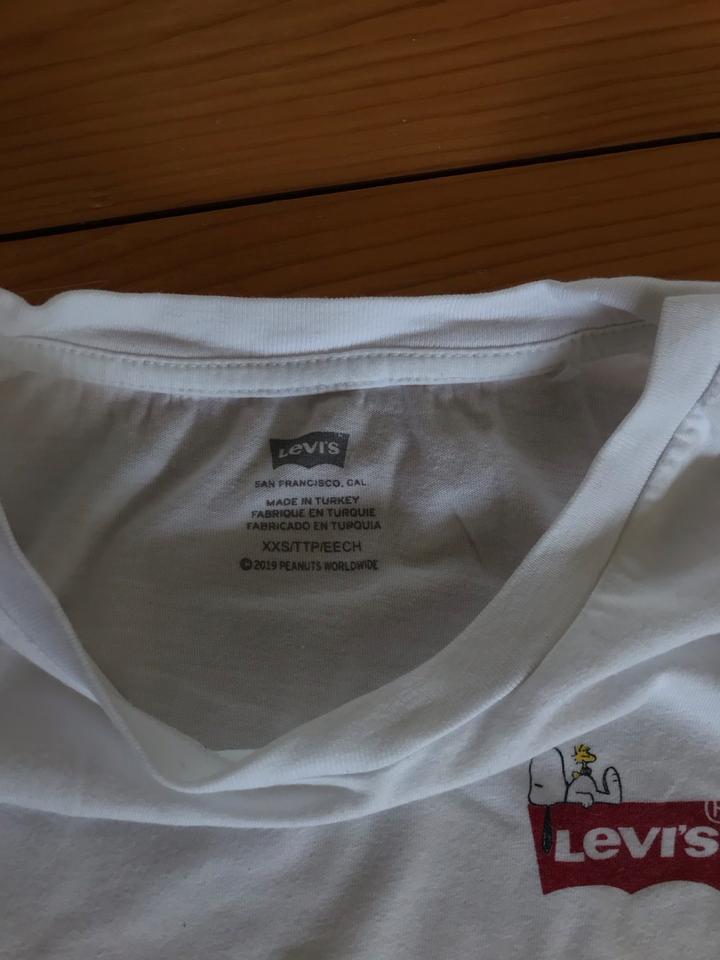 Levi's
SAN FRANCISCO, CAL
MADE IN TURKEY
FABRIQUE EN TURQUIE
FABRICADO EN TURQUIA
XXS/TTP/EECH
©2019 PEANUTS WORLDWIDE
Levi's